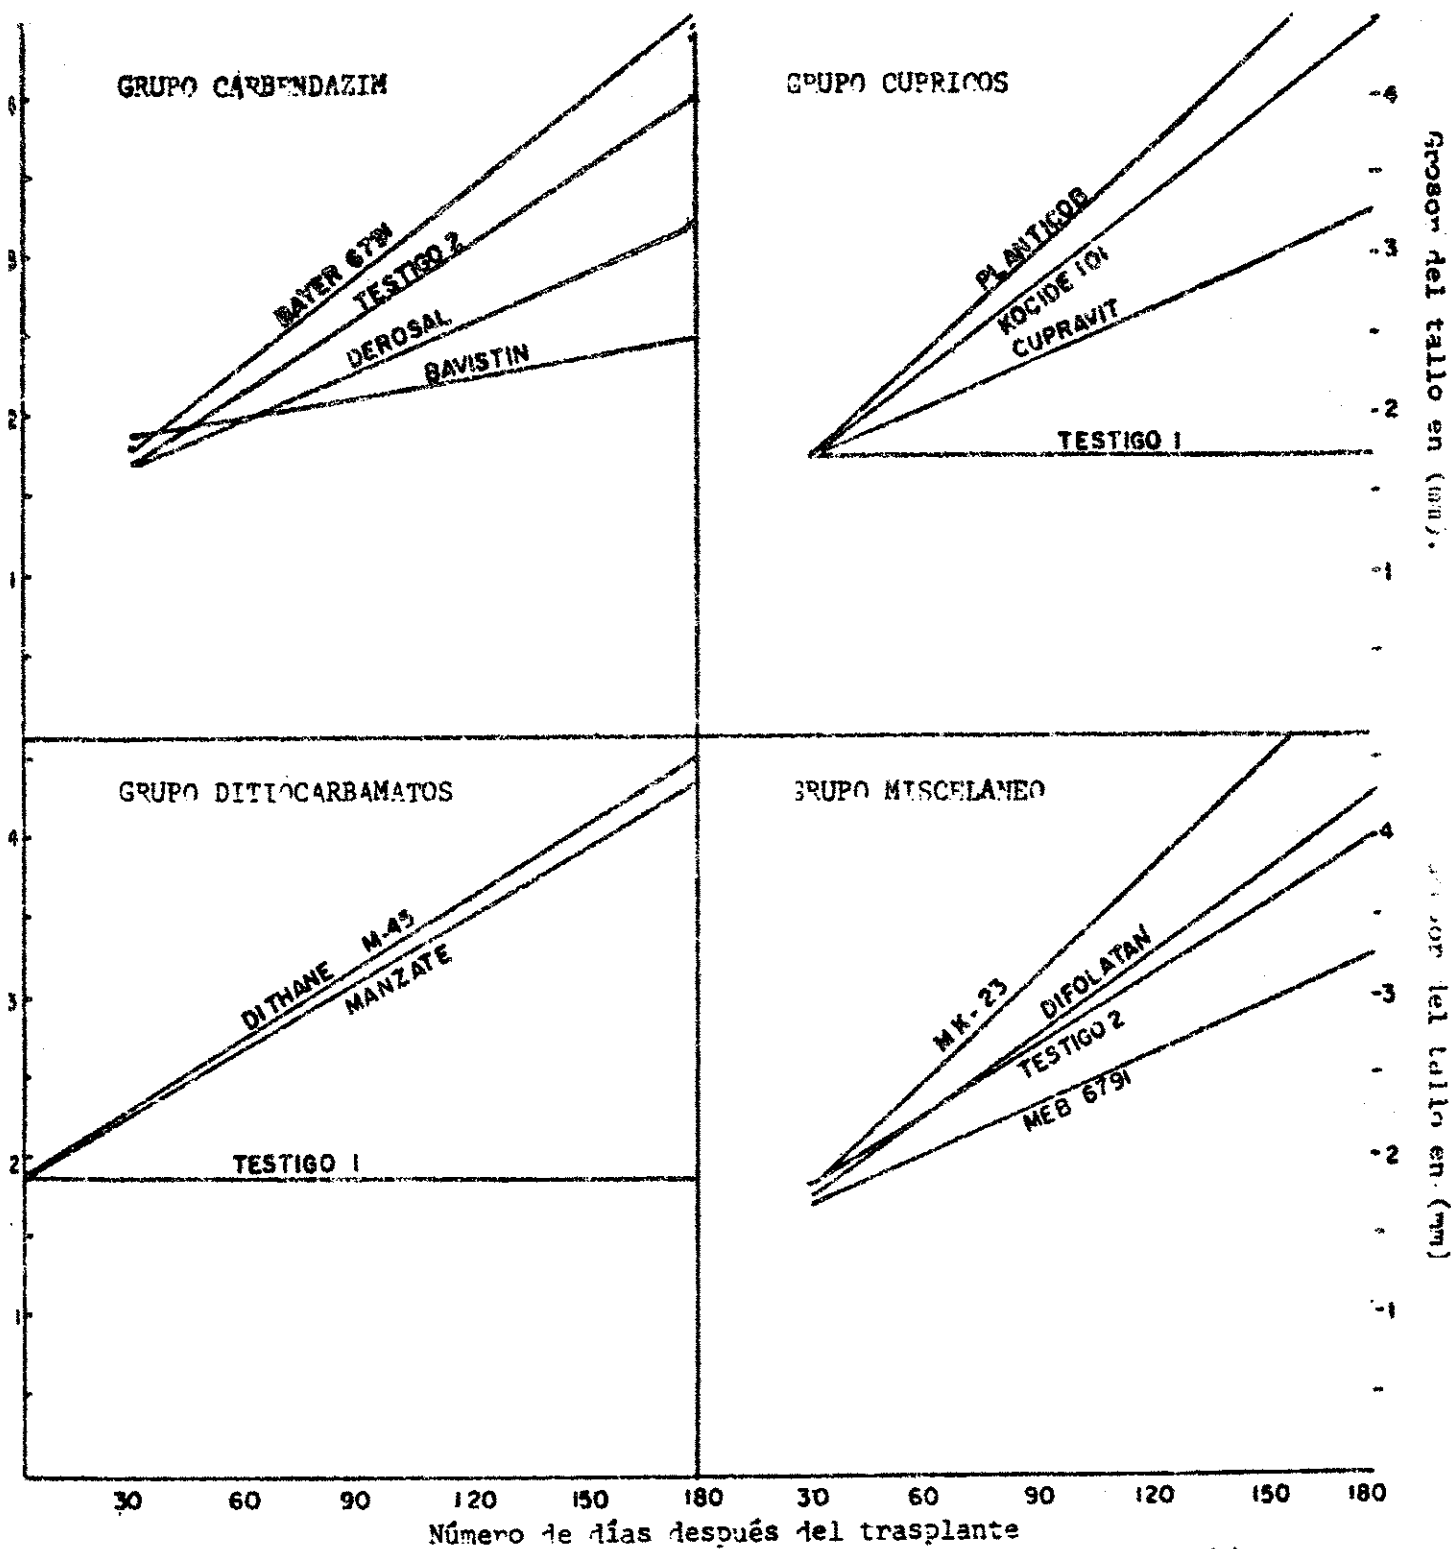 GRUPO CARBENDAZIM
BAYER 6791
TESTIGO 2
DEROSAL
BAVISTIN
3
2
1
GRUPO CUPRICOS
PLANTICOB
KOCIDE 101
CUPRAVIT
TESTIGO 1
-4
-3
-2
-1
Grosor del tallo en (mm).
GRUPO DITIOCARBAMATOS
DITHANE M-45
MANZATE
TESTIGO 1
4
3
2
1
GRUPO MISCELANEO
MK-23
DIFOLATAN
TESTIGO 2
MEB 6791
-4
-3
-2
-1
del tallo en (mm)
30 60 90 120 150 180 30 60 90 120 150 180
Número de días después del trasplante